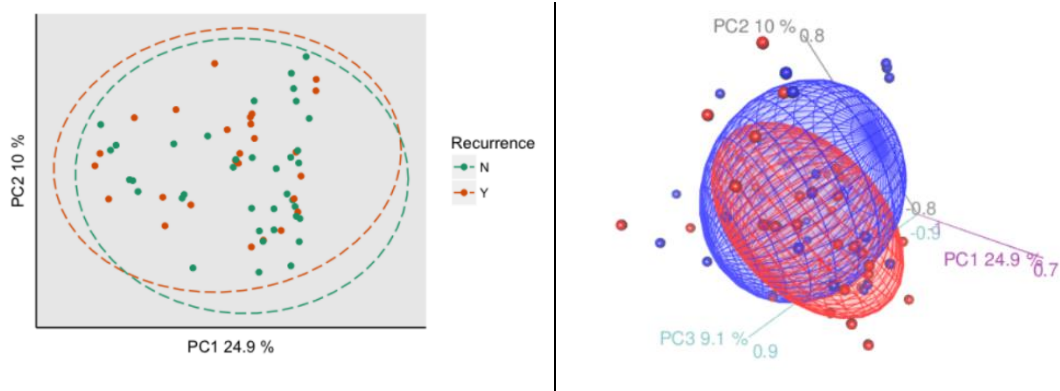 PC2 10 %
Recurrence
N
Y
PC1 24.9 %
PC2 10 %
0.8
-0.8
-0.9
-1
PC1 24.9 %
0.7
PC3 9.1 %
0.9